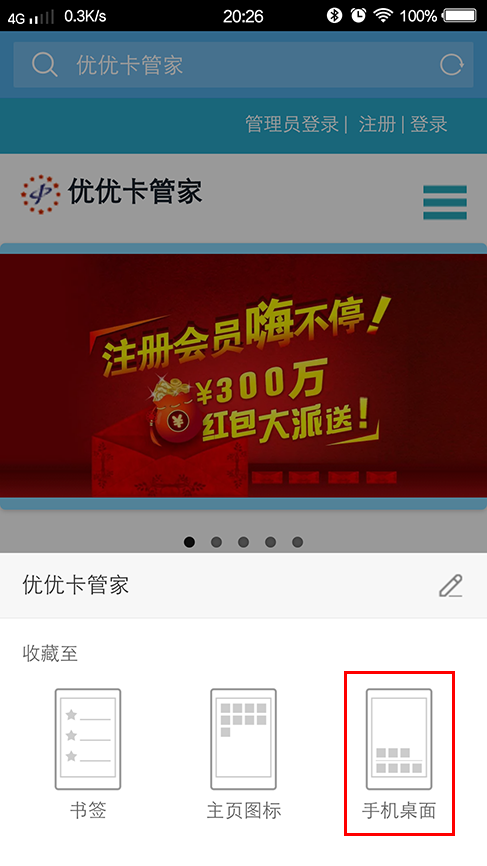 4G 0.3K/s 20:26 100%
优优卡管家
管理员登录 | 注册 | 登录
优优卡管家
注册会员嗨不停!
¥300万
¥
红包大派送!
优优卡管家
收藏至
书签 主页图标 手机桌面